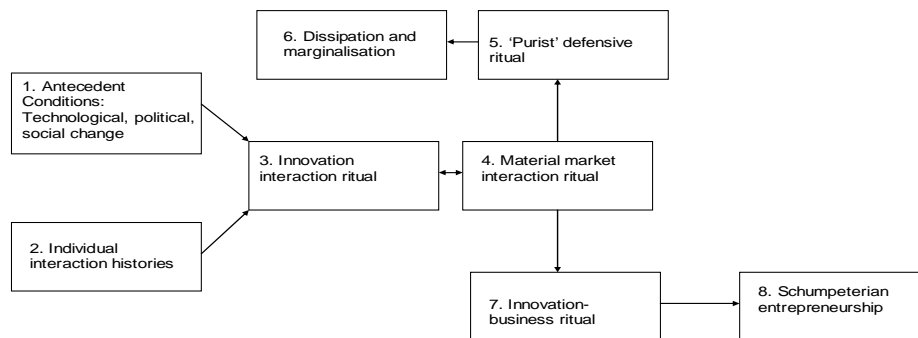 6. Dissipation and
marginalisation
5. ‘Purist’ defensive
ritual
1. Antecedent
Conditions:
Technological, political,
social change
3. Innovation
interaction ritual
4. Material market
interaction ritual
2. Individual
interaction histories
7. Innovation-
business ritual
8. Schumpeterian
entrepreneurship